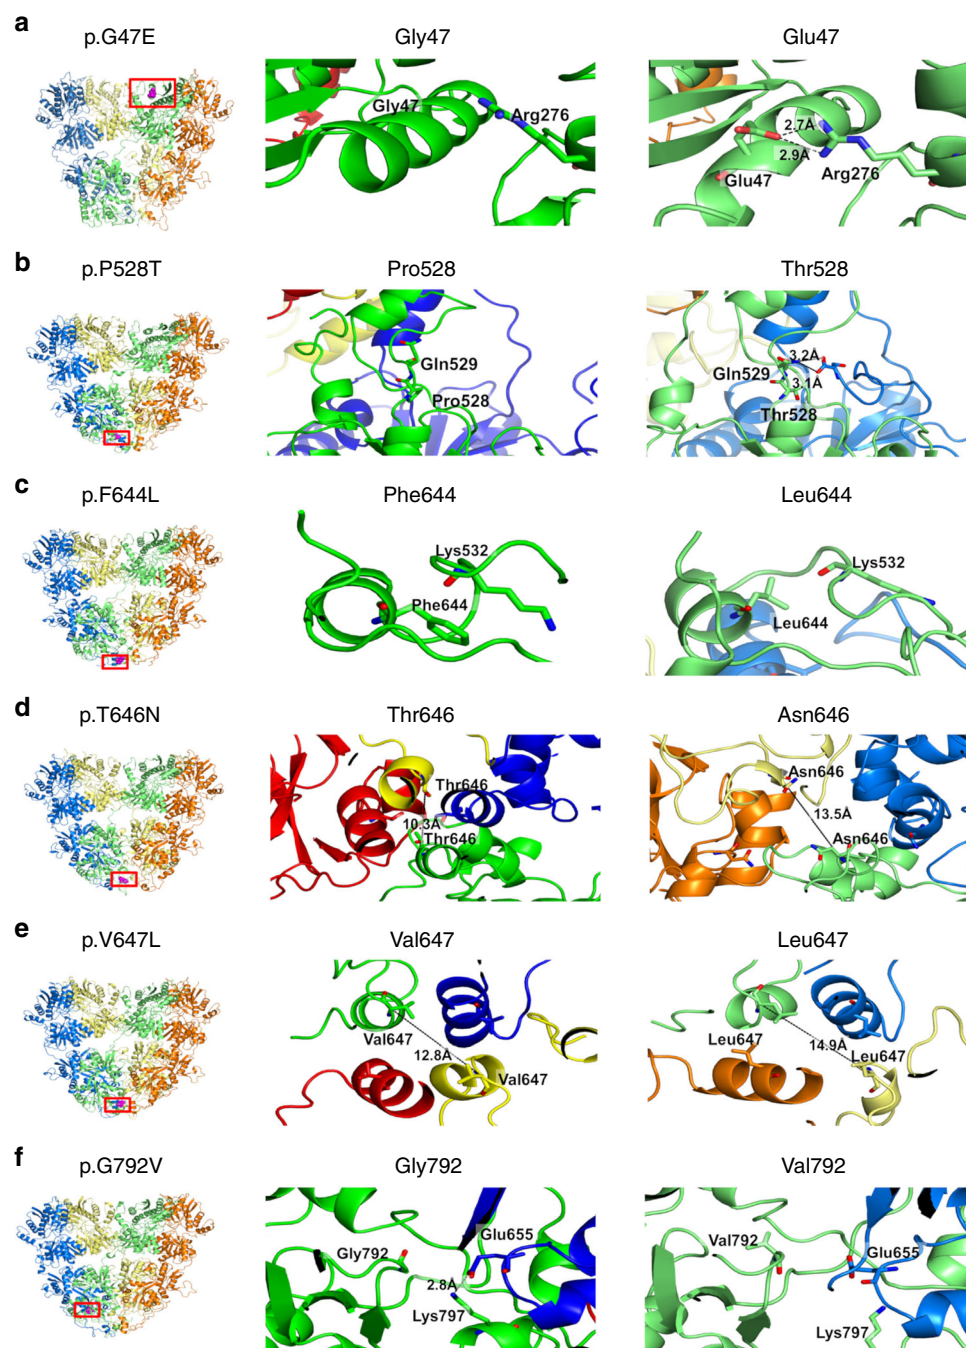 a
p.G47E Gly47 Glu47
Gly47 Arg276
2.7Å
2.9Å
Glu47 Arg276
b
p.P528T Pro528 Thr528
Gln529
Pro528
3.2Å
Gln529
3.1Å
Thr528
c
p.F644L Phe644 Leu644
Lys532
Phe644
Lys532
Leu644
d
p.T646N Thr646 Asn646
Thr646
10.3Å
Thr646
Asn646
13.5Å
Asn646
e
p.V647L Val647 Leu647
Val647
12.8Å
Val647
Leu647
14.9Å
Leu647
f
p.G792V Gly792 Val792
Glu655
Gly792
2.8Å
Lys797
Val792
Glu655
Lys797